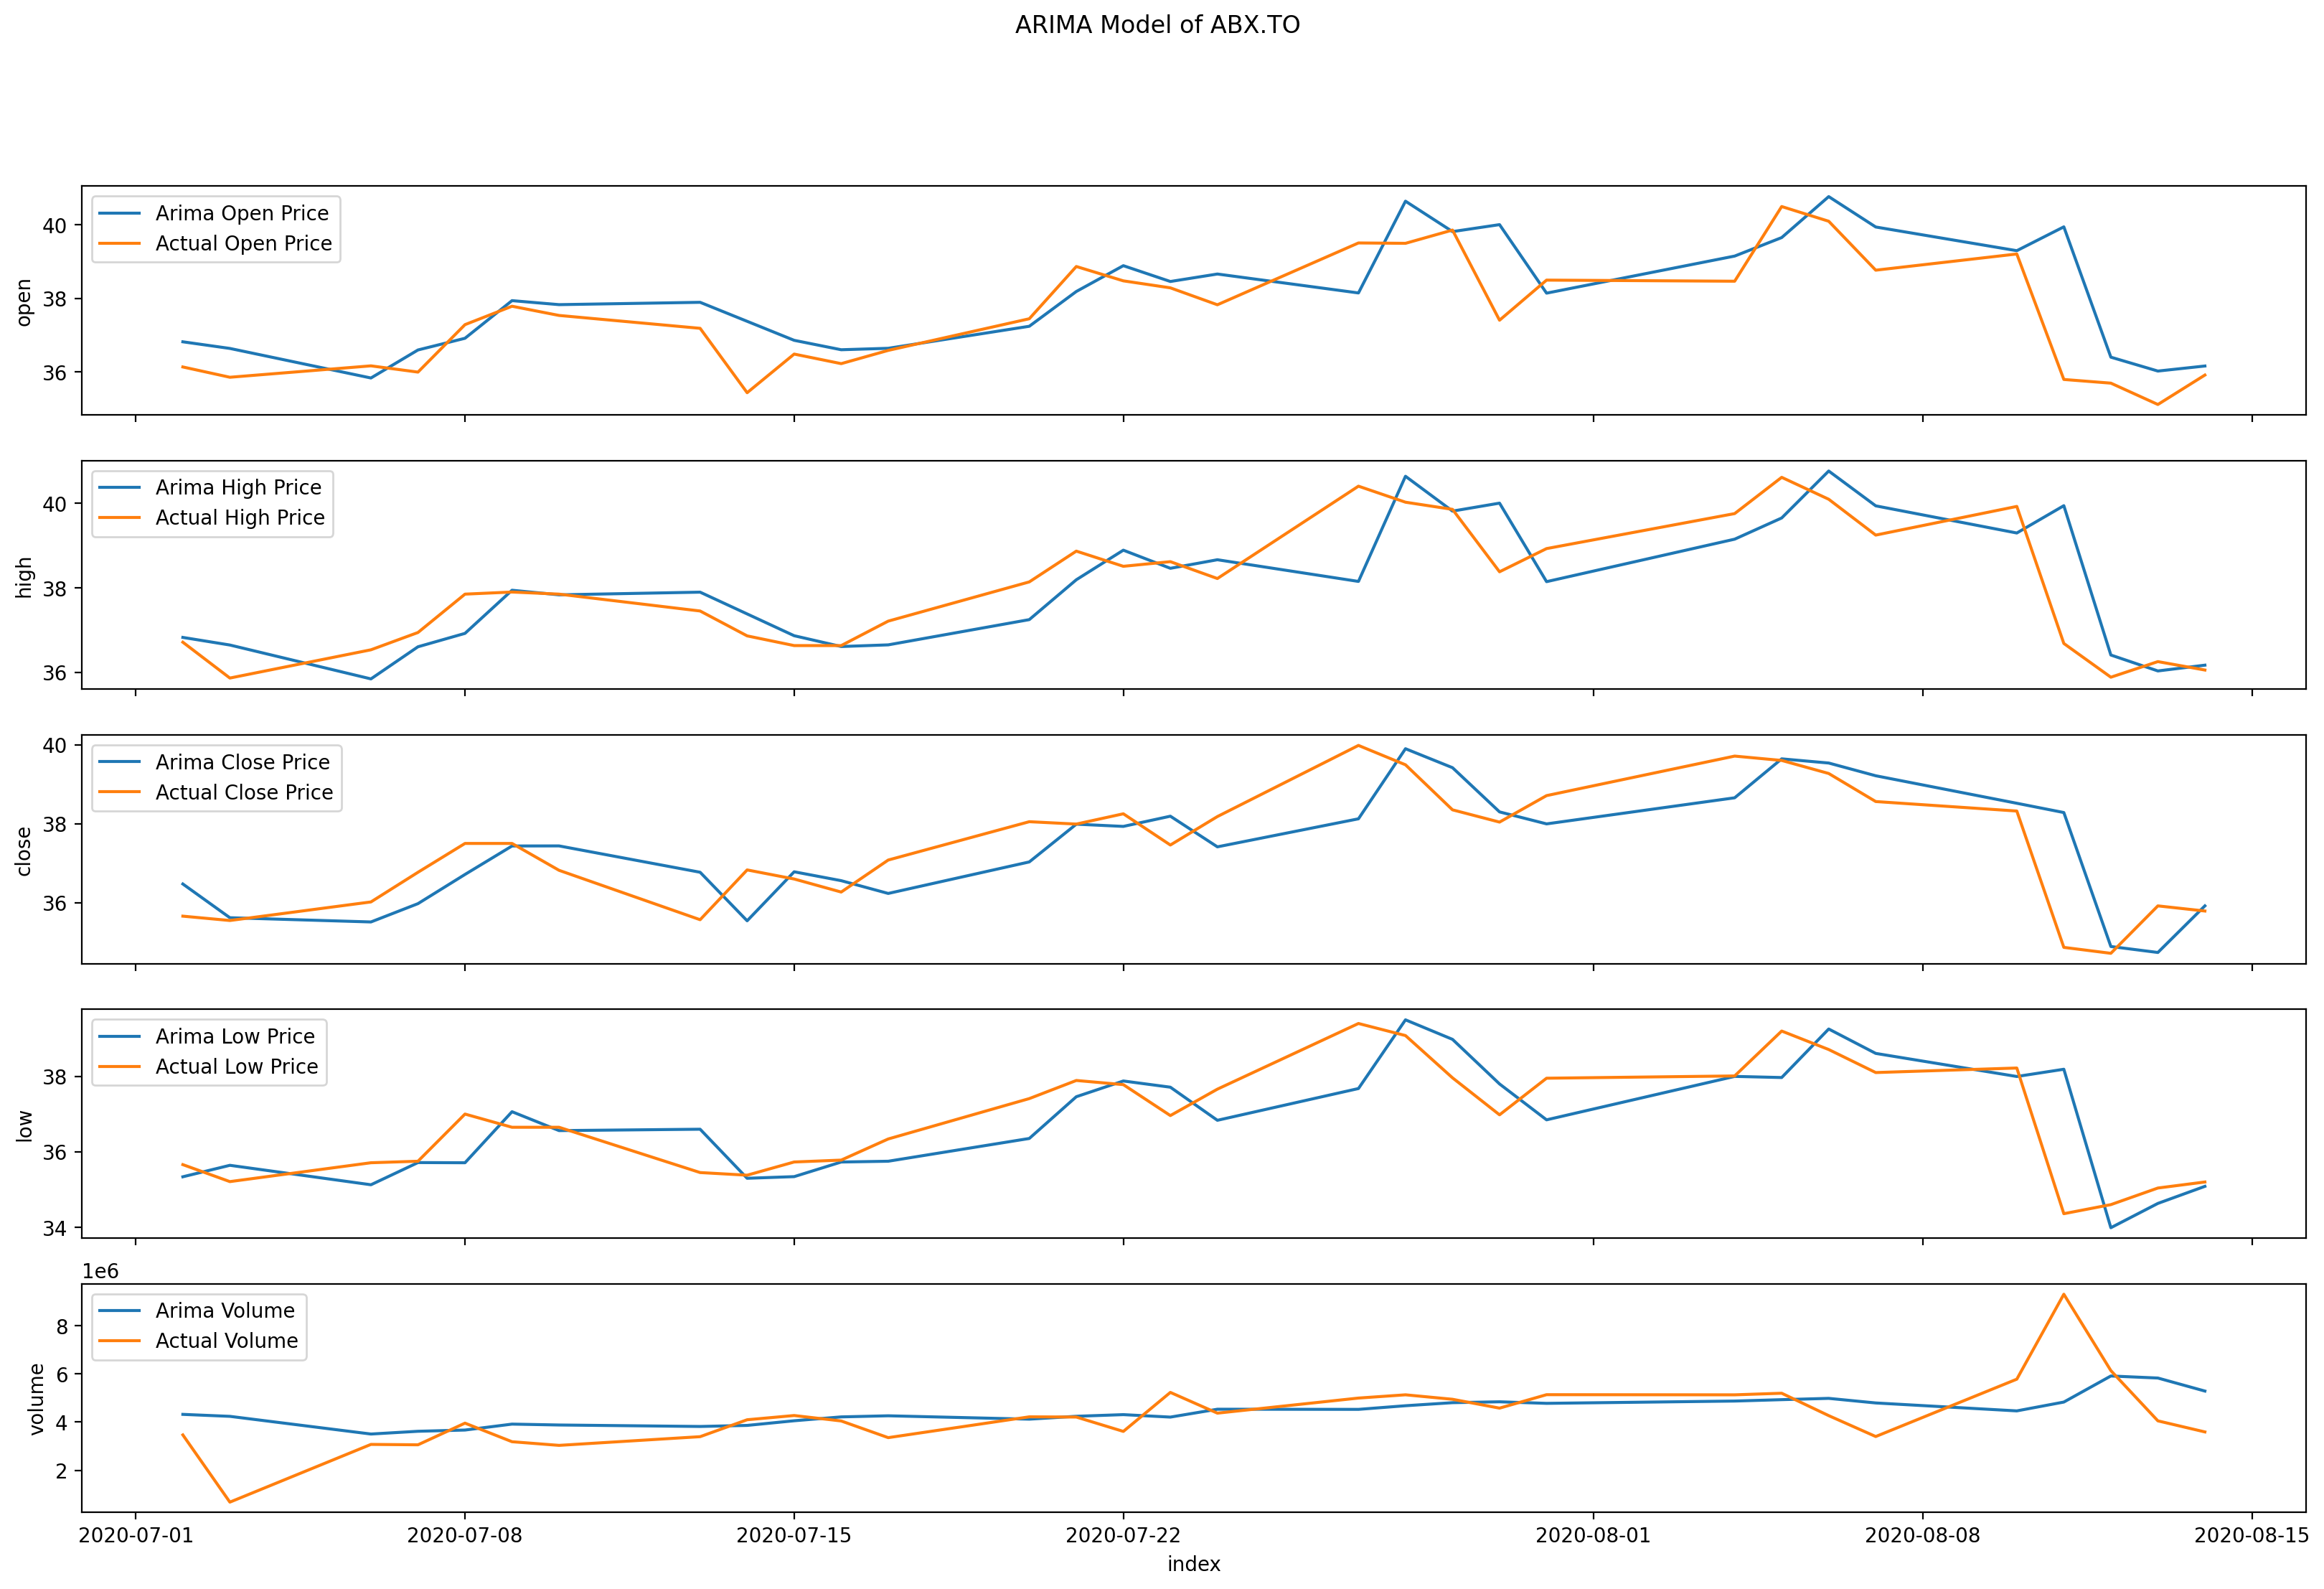 ARIMA Model of ABX.TO
Arima Open Price
Actual Open Price
open
40
38
36
Arima High Price
Actual High Price
high
40
38
36
Arima Close Price
Actual Close Price
close
40
38
36
Arima Low Price
Actual Low Price
low
38
36
34
1e6
Arima Volume
Actual Volume
volume
8
6
4
2
2020-07-01 2020-07-08 2020-07-15 2020-07-22 2020-08-01 2020-08-08 2020-08-15
index